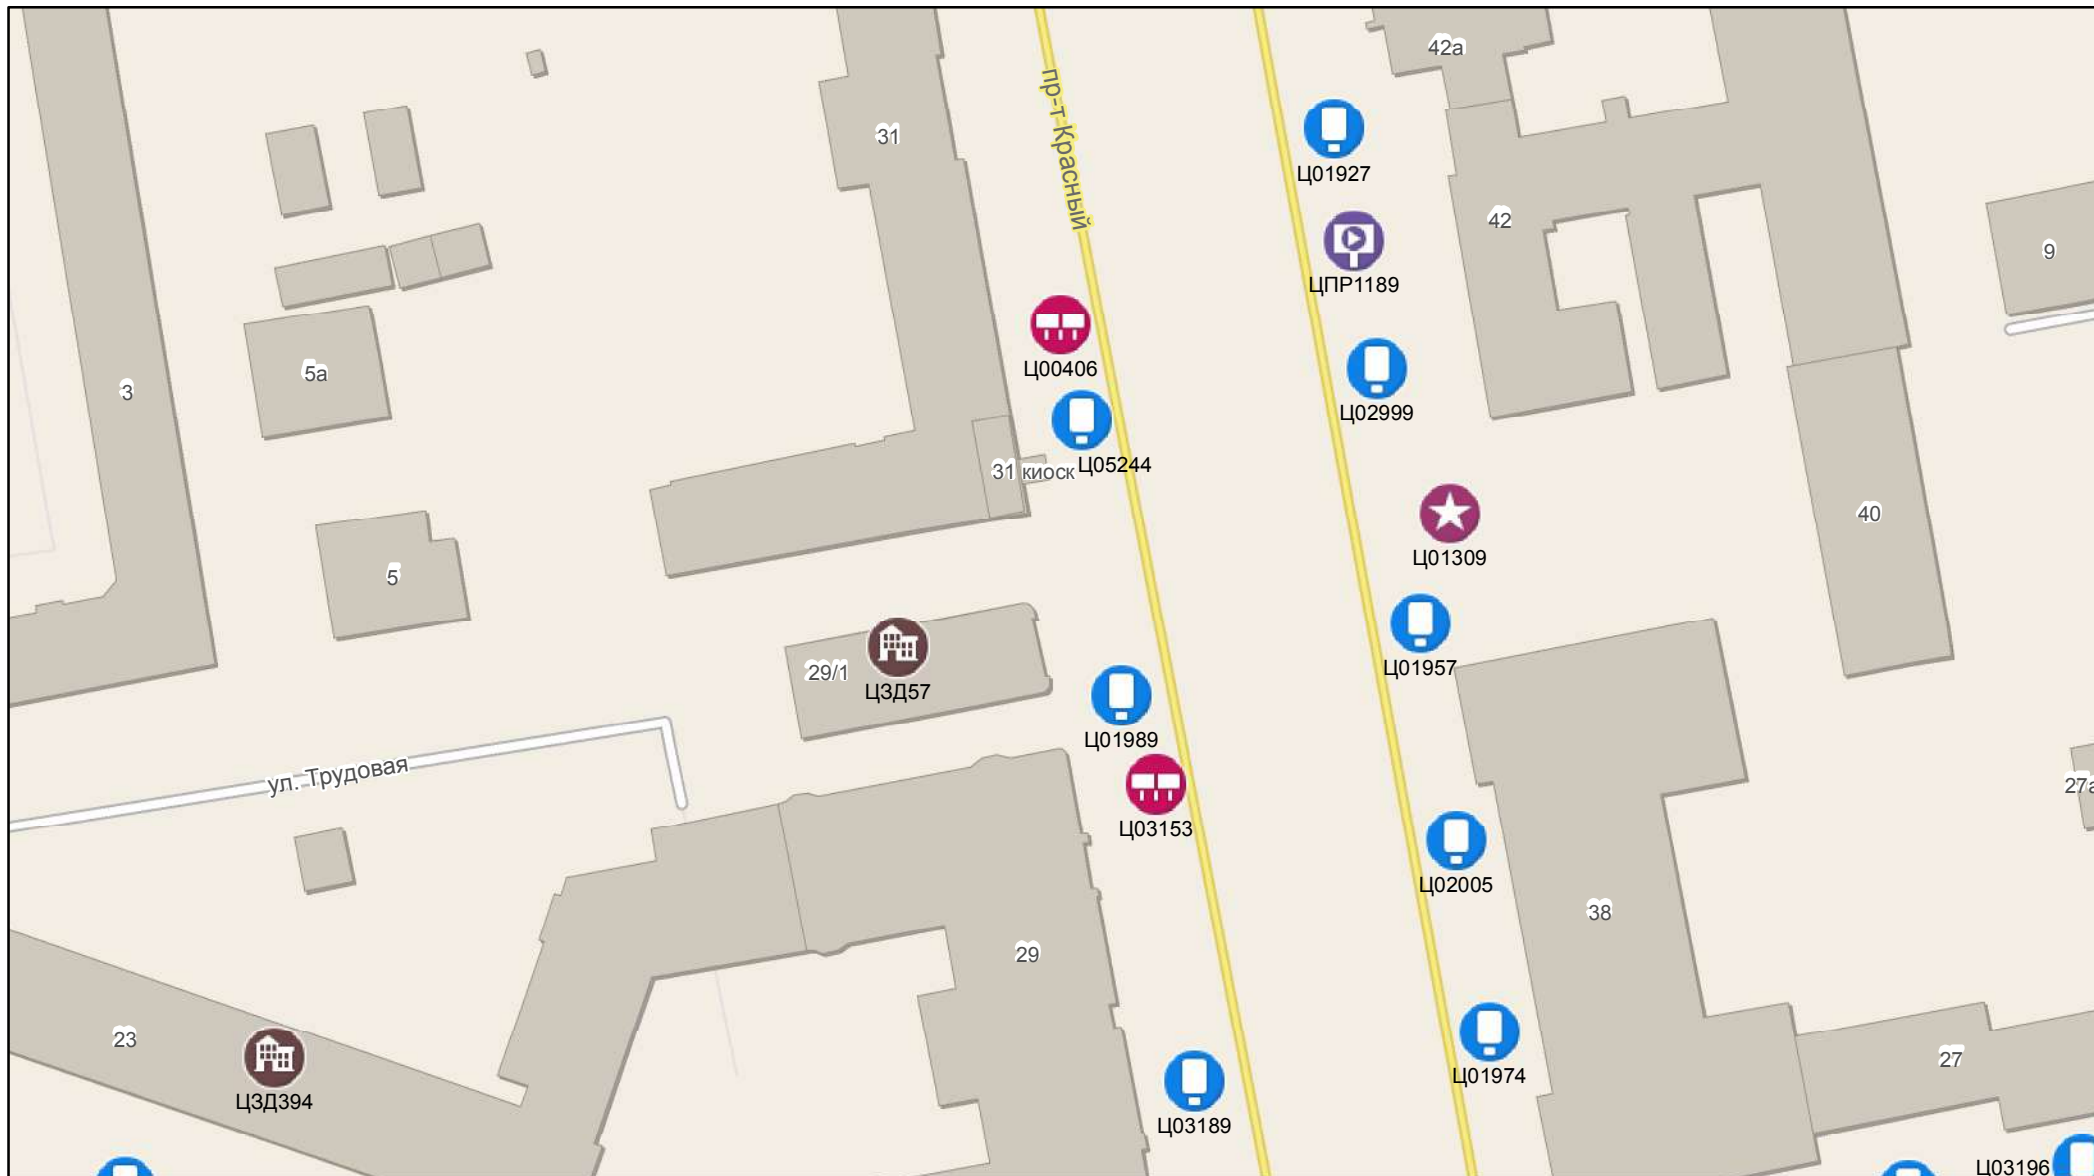 42а
пр-т Красный
31
Ц01927
42
9
ЦПР1189
Ц00406
5а
3
Ц02999
31 киоск
Ц05244
40
Ц01309
5
29/1
ЦЗД57
Ц01957
Ц01989
ул. Трудовая
27а
Ц03153
Ц02005
38
29
23
27
Ц01974
ЦЗД394
Ц03189
Ц03196